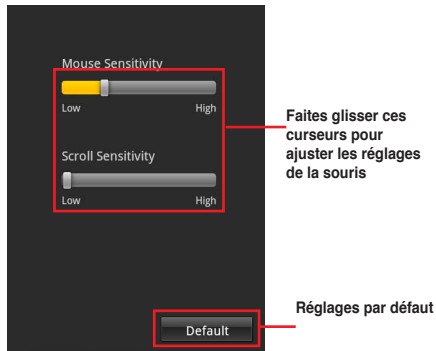 Mouse Sensitivity
Low High
Scroll Sensitivity
Low High
Default
Faites glisser ces
curseurs pour
ajuster les réglages
de la souris
Réglages par défaut